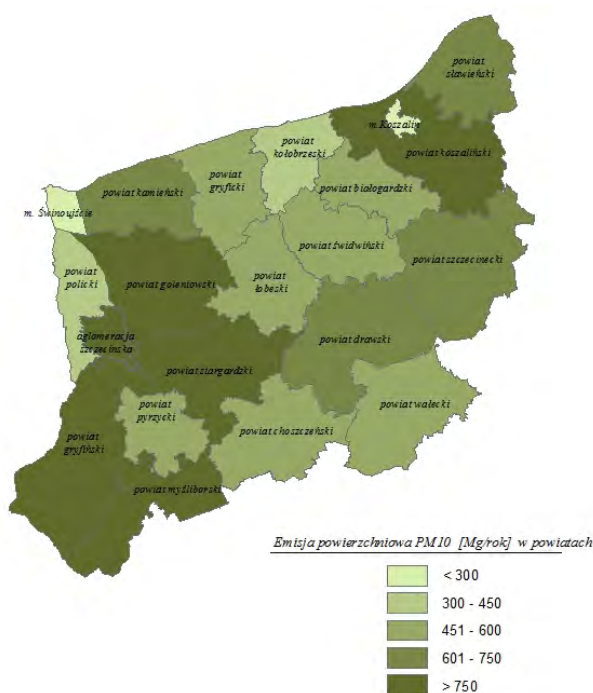 powiat
sławieński
m. Koszalin
powiat koszaliński
powiat
kołobrzeski
powiat
gryficki
powiat białogardzki
powiat kamieński
m. Świnoujście
powiat świdwiński
powiat szczecinecki
powiat
policki
powiat goleniowski
powiat
łobeski
aglomeracja
szczecińska
powiat drawski
powiat stargardzki
powiat
pyrzycki
powiat wałecki
powiat choszczeński
powiat
gryfiński
powiat myśliborski
Emisja powierzchniowa PM10 [Mg/rok] w powiatach
< 300
300 - 450
451 - 600
601 - 750
> 750